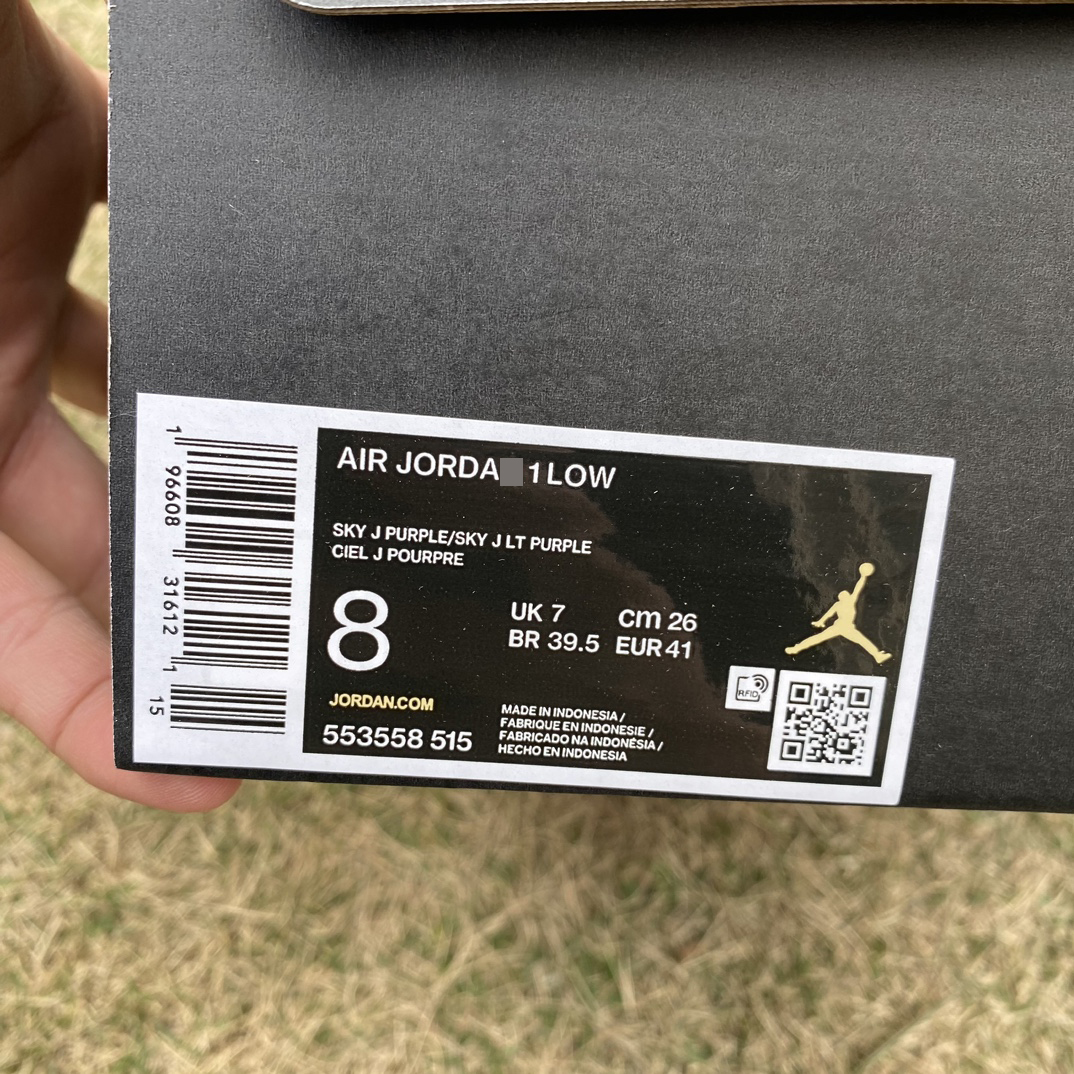 AIR JORDA 1 LOW
SKY J PURPLE/SKY J LT PURPLE
CIEL J POURPRE
8
UK 7 cm 26
BR 39.5 EUR 41
JORDAN.COM
553558 515
MADE IN INDONESIA /
FABRIQUE EN INDONESIE /
FABRICADO NA INDONÉSIA /
HECHO EN INDONESIA
RFID
1 96608 31612 1 15